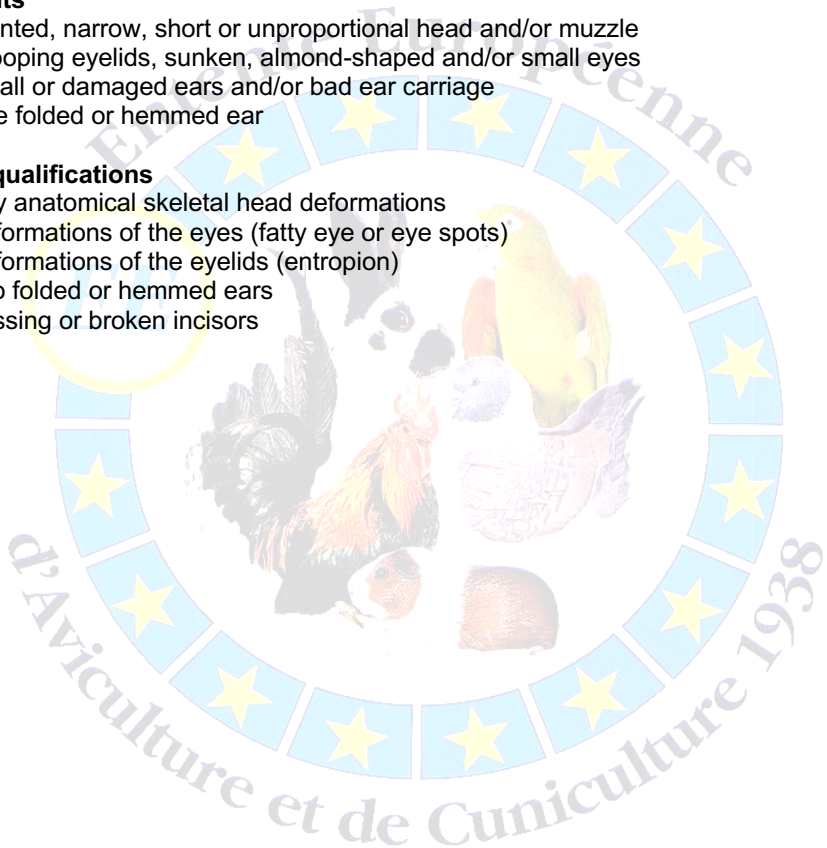 nted, narrow, short or unproportional head and/or muzzle
oping eyelids, sunken, almond-shaped and/or small eyes
all or damaged ears and/or bad ear carriage
e folded or hemmed ear
qualifications
y anatomical skeletal head deformations
formations of the eyes (fatty eye or eye spots)
formations of the eyelids (entropion)
o folded or hemmed ears
ssing or broken incisors
Entente Européenne
d'Aviculture et de Cuniculture 1938